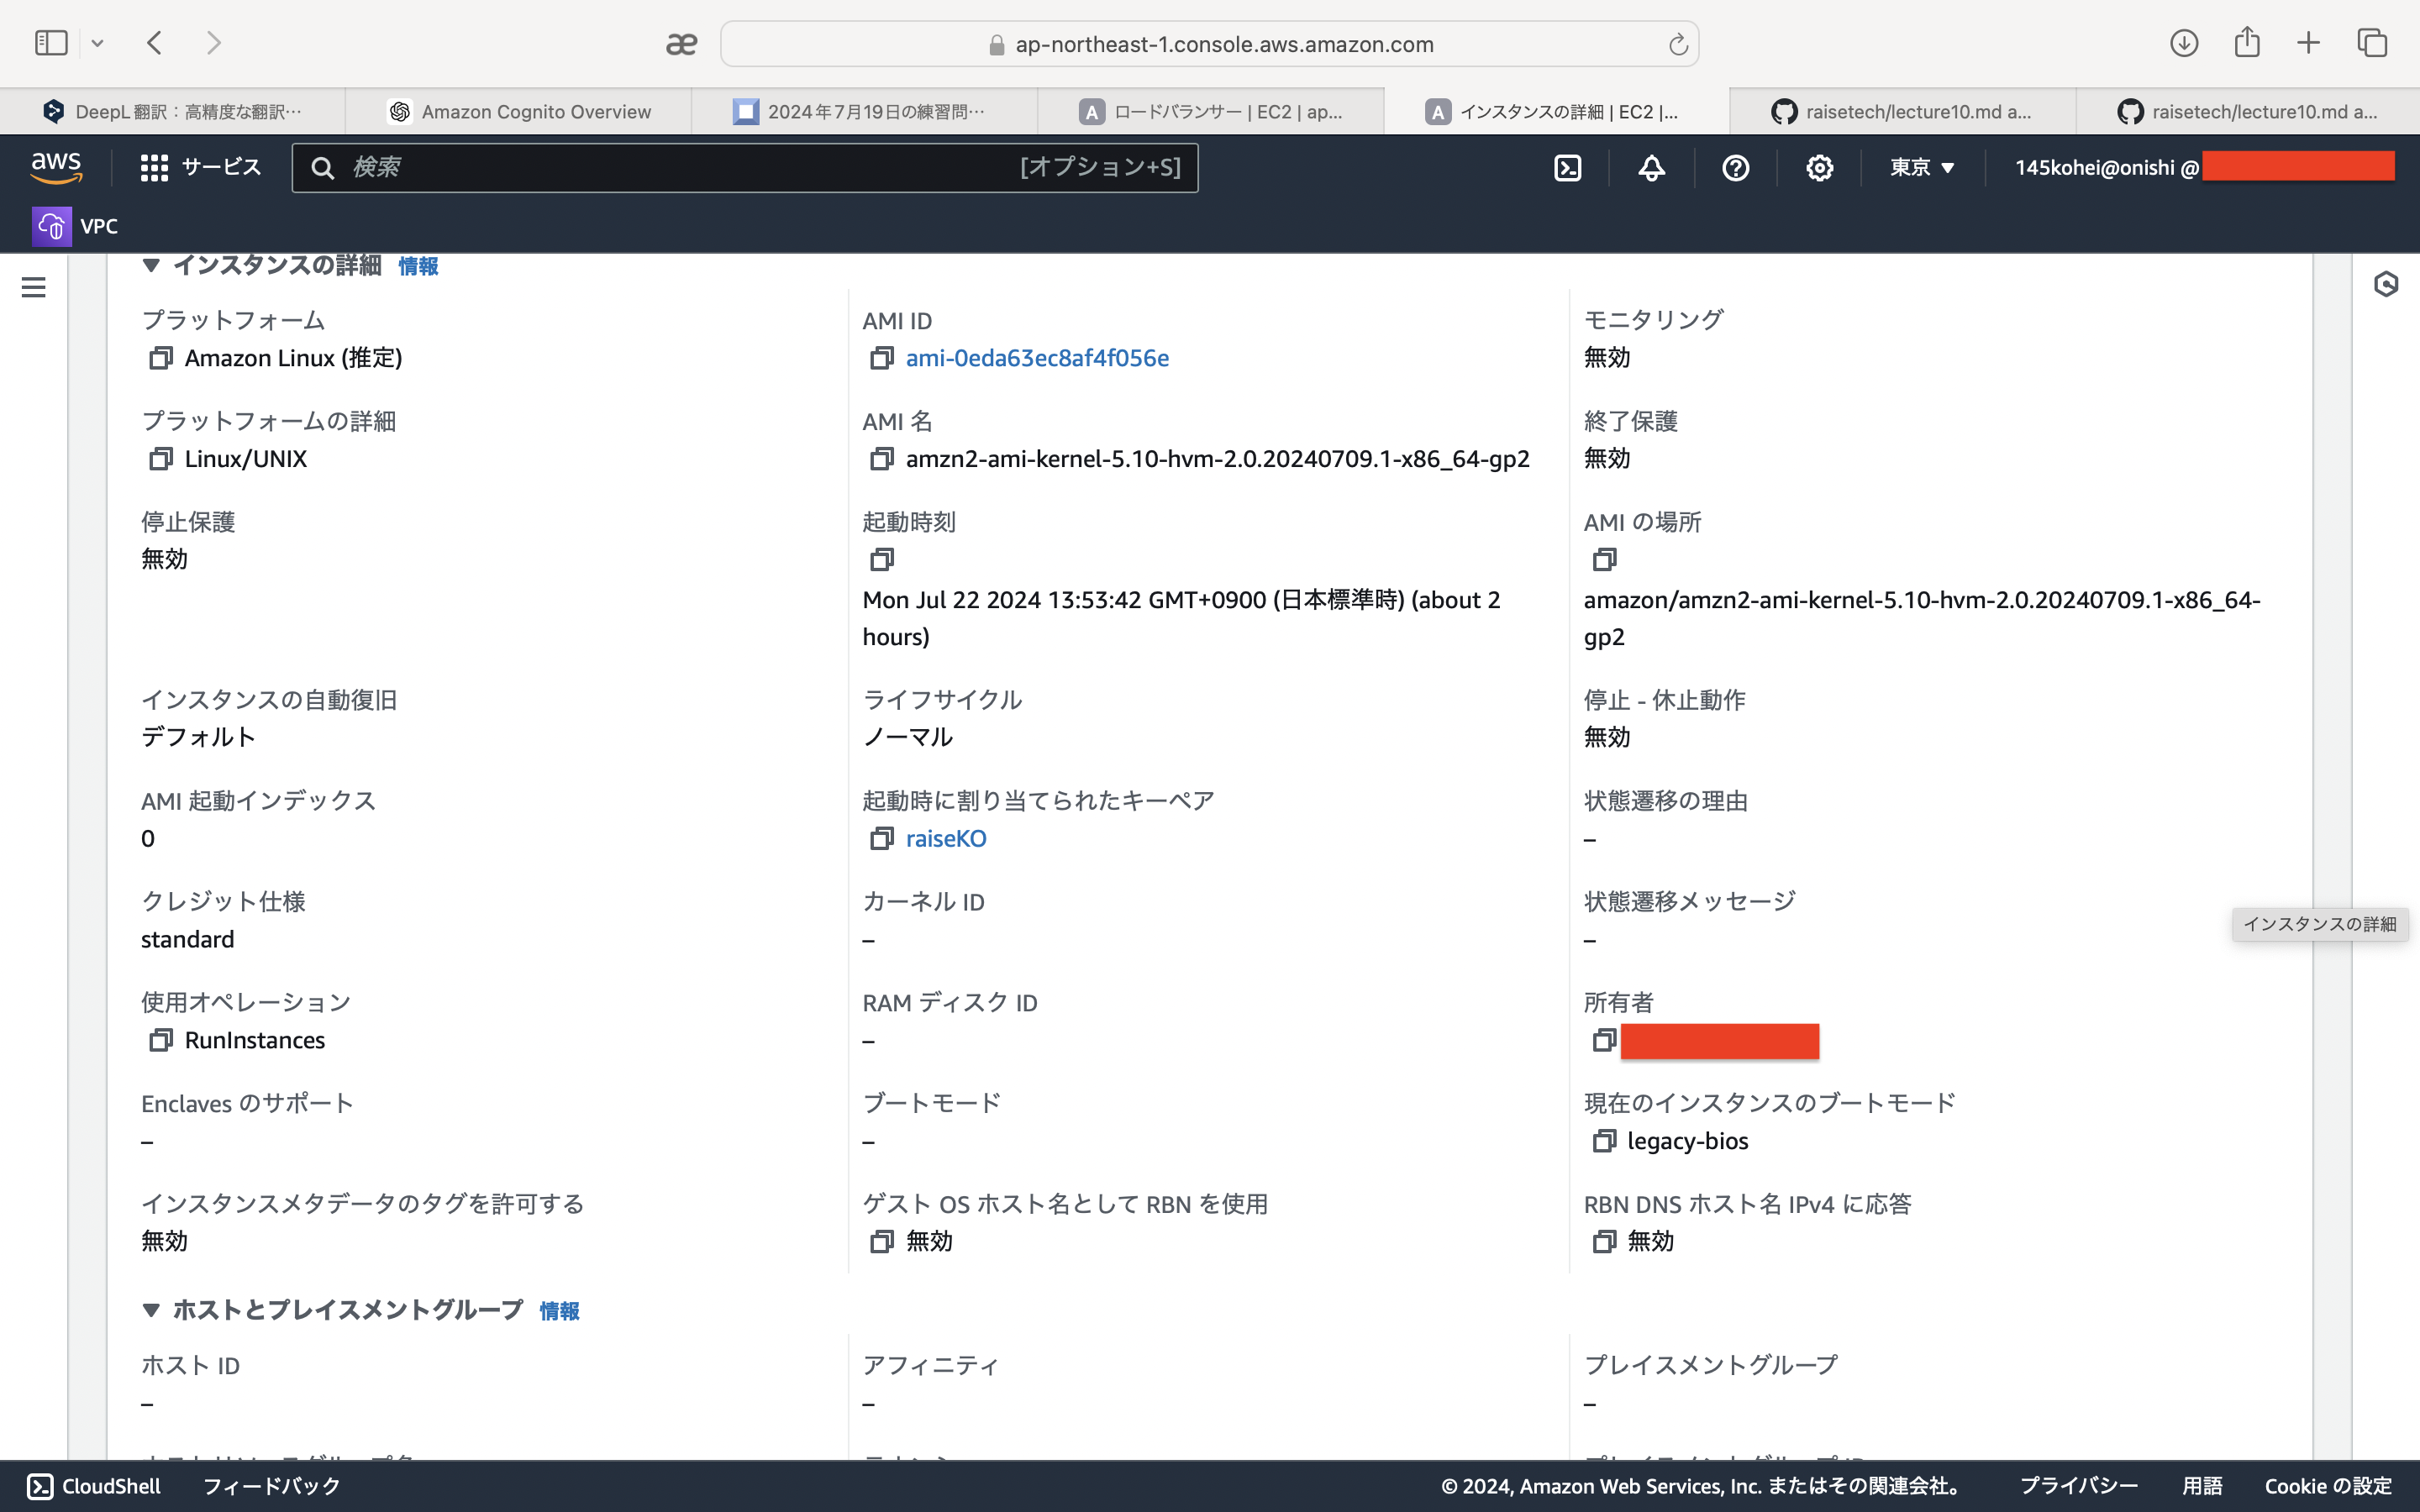 ap-northeast-1.console.aws.amazon.com
DeepL 翻訳：高精度な翻訳…
Amazon Cognito Overview
2024年7月19日の練習問…
ロードバランサー | EC2 | ap...
インスタンスの詳細 | EC2 |...
raisetech/lecture10.md a...
raisetech/lecture10.md a...
aws
サービス
検索
[オプション+S]
東京
145kohei@onishi @
VPC
インスタンスの詳細 情報
プラットフォーム
Amazon Linux (推定)
AMI ID
ami-0eda63ec8af4f056e
モニタリング
無効
プラットフォームの詳細
Linux/UNIX
AMI 名
amzn2-ami-kernel-5.10-hvm-2.0.20240709.1-x86_64-gp2
終了保護
無効
停止保護
無効
起動時刻
Mon Jul 22 2024 13:53:42 GMT+0900 (日本標準時) (about 2
hours)
AMI の場所
amazon/amzn2-ami-kernel-5.10-hvm-2.0.20240709.1-x86_64-
gp2
インスタンスの自動復旧
デフォルト
ライフサイクル
ノーマル
停止 - 休止動作
無効
AMI 起動インデックス
0
起動時に割り当てられたキーペア
raiseKO
状態遷移の理由
–
クレジット仕様
standard
カーネル ID
–
状態遷移メッセージ
–
インスタンスの詳細
使用オペレーション
RunInstances
RAM ディスク ID
–
所有者
Enclaves のサポート
–
ブートモード
–
現在のインスタンスのブートモード
legacy-bios
インスタンスメタデータのタグを許可する
無効
ゲスト OS ホスト名として RBN を使用
無効
RBN DNS ホスト名 IPv4 に応答
無効
ホストとプレイスメントグループ 情報
ホスト ID
–
アフィニティ
–
プレイスメントグループ
–
CloudShell
フィードバック
© 2024, Amazon Web Services, Inc. またはその関連会社。
プライバシー
用語
Cookie の設定